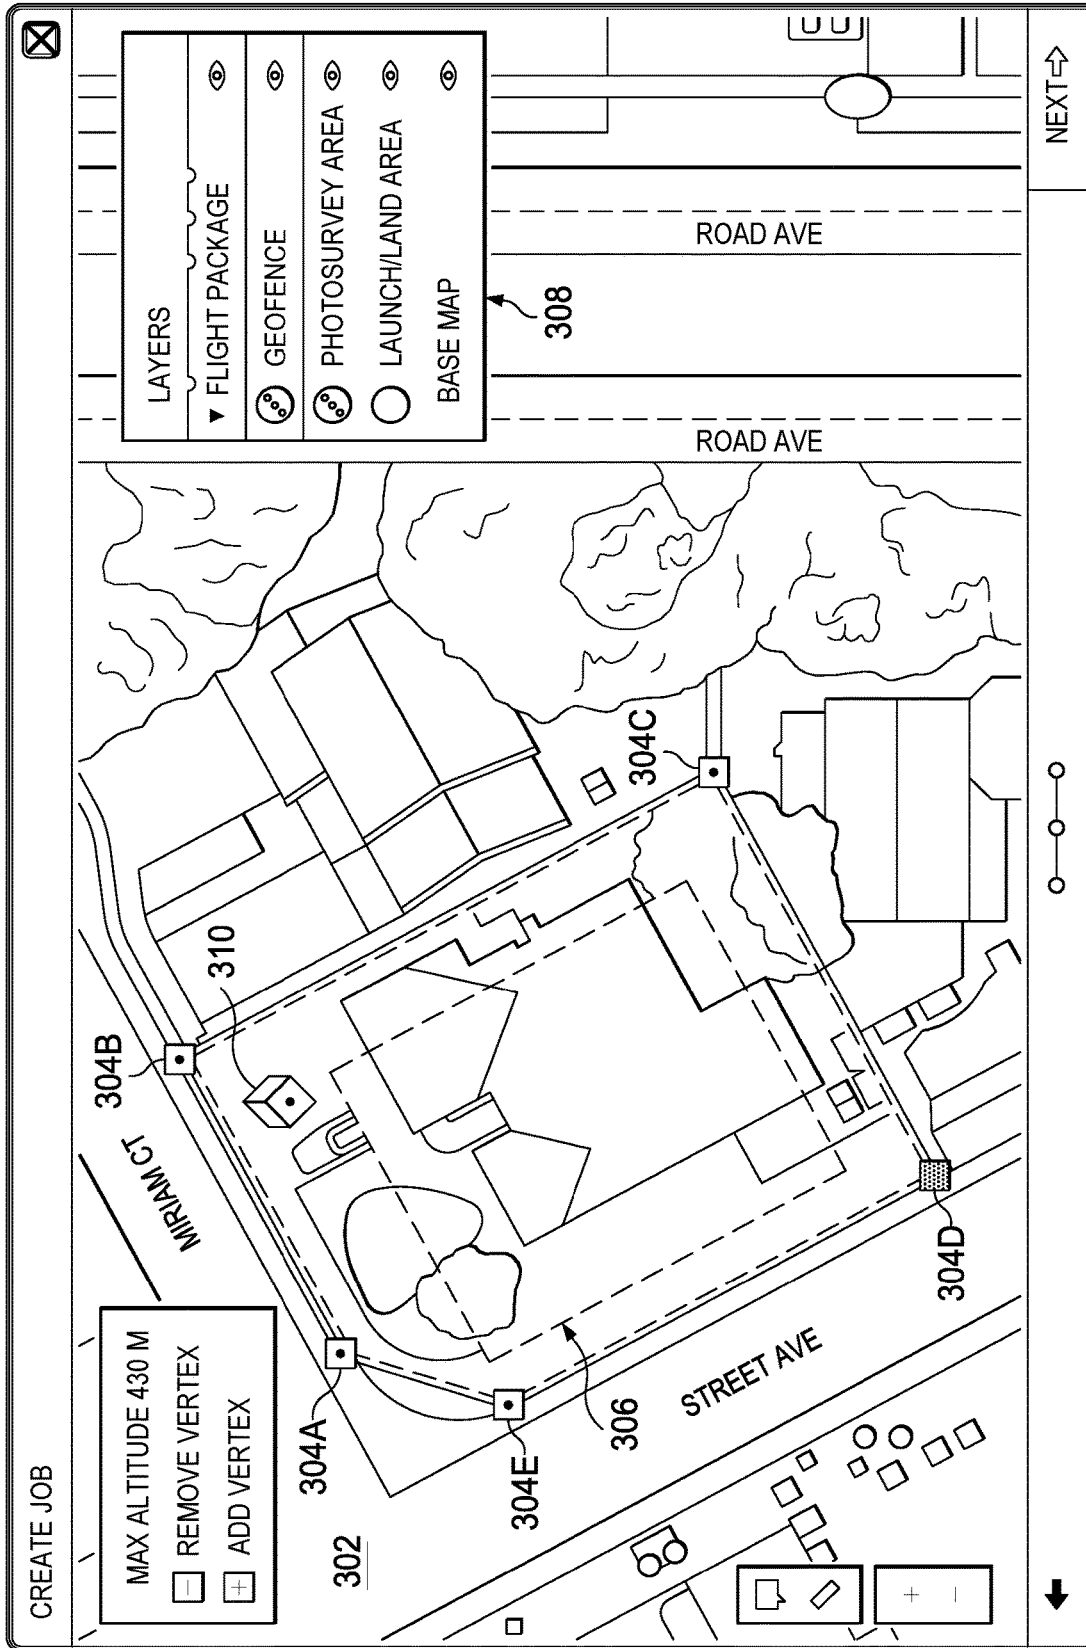 CREATE JOB
MAX ALTITUDE 430 M
- REMOVE VERTEX
+ ADD VERTEX
MIRIAM CT
LAYERS
▼ FLIGHT PACKAGE
GEOFENCE
PHOTOSURVEY AREA
LAUNCH/LAND AREA
BASE MAP
308
304B
310
304A
302
304E
306
304C
304D
STREET AVE
ROAD AVE
ROAD AVE
+
-
NEXT